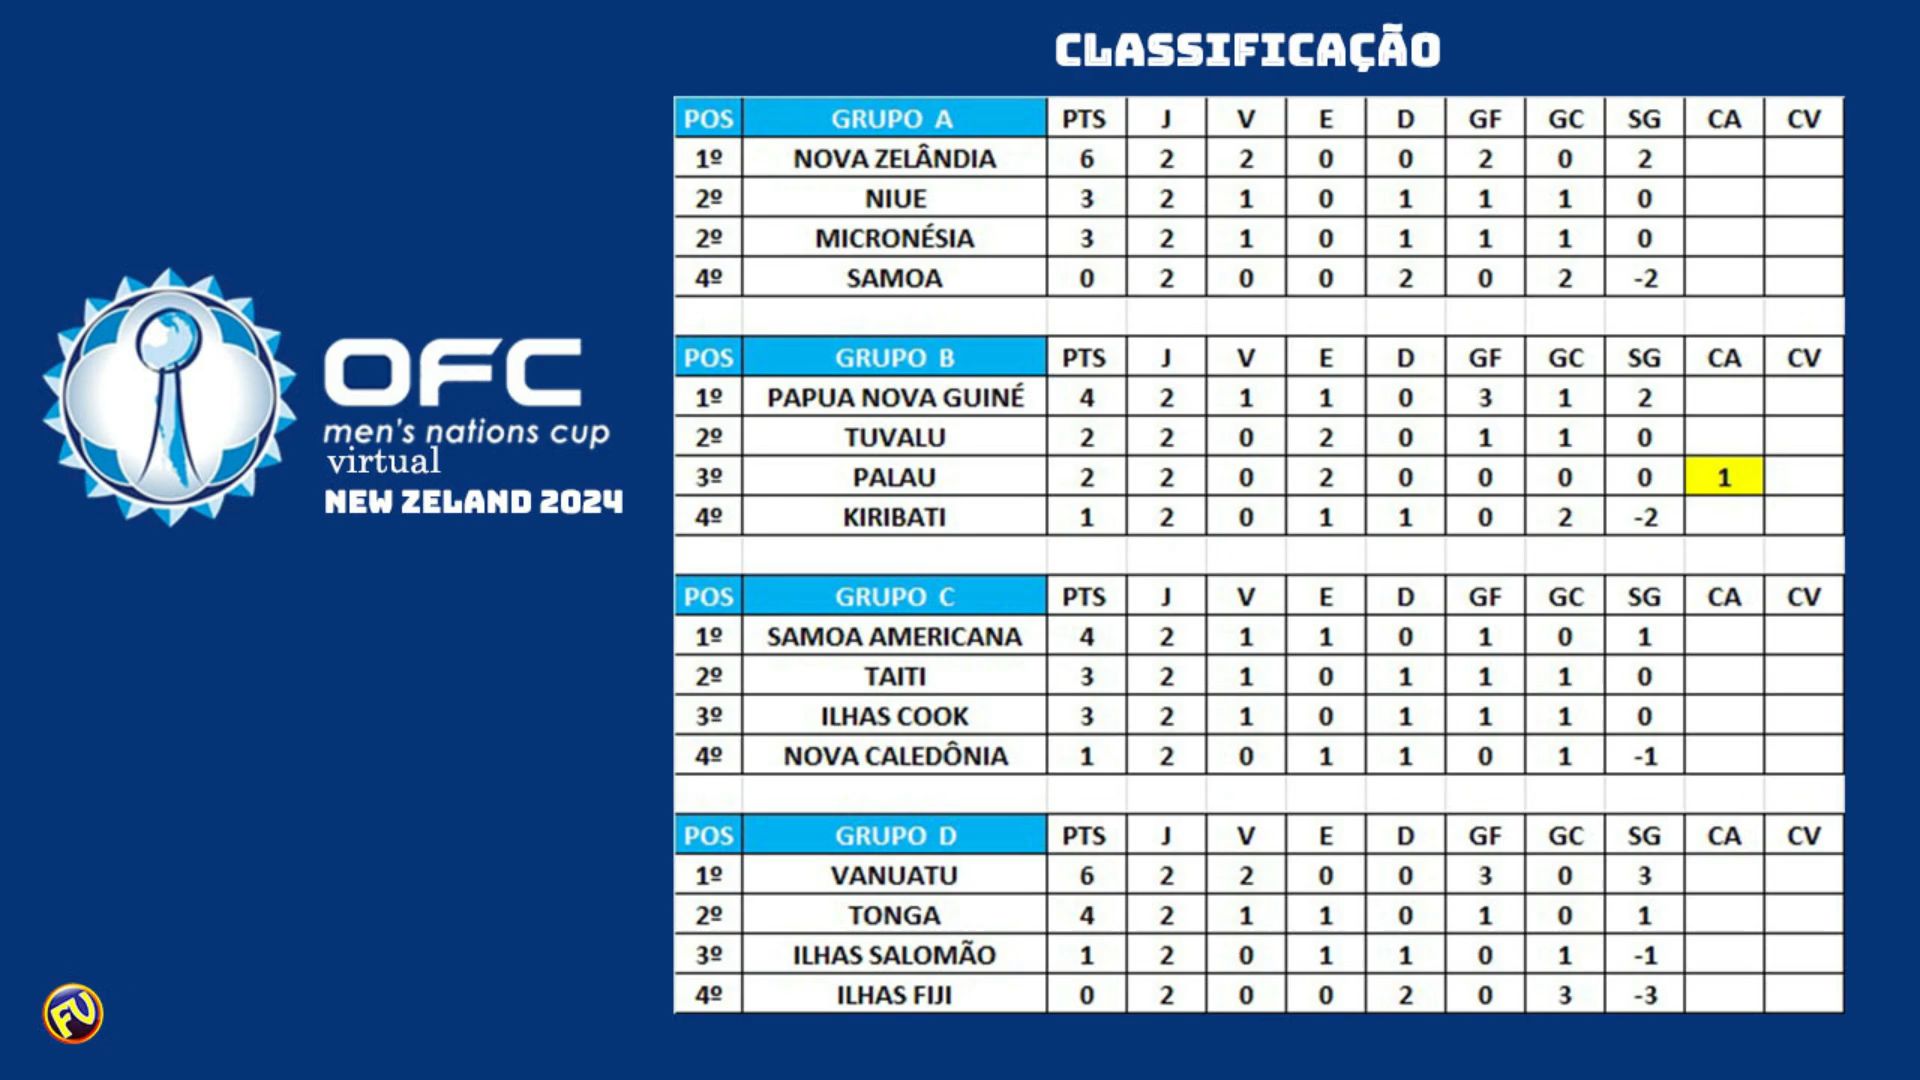 CLASSIFICAÇÃO
POS GRUPO A PTS J V E D GF GC SG CA CV
1º NOVA ZELÂNDIA 6 2 2 0 0 2 0 2
2º NIUE 3 2 1 0 1 1 1 0
2º MICRONÉSIA 3 2 1 0 1 1 1 0
4º SAMOA 0 2 0 0 2 0 2 -2
POS GRUPO B PTS J V E D GF GC SG CA CV
1º PAPUA NOVA GUINÉ 4 2 1 1 0 3 1 2
2º TUVALU 2 2 0 2 0 1 1 0
3º PALAU 2 2 0 2 0 0 0 0 1
4º KIRIBATI 1 2 0 1 1 0 2 -2
POS GRUPO C PTS J V E D GF GC SG CA CV
1º SAMOA AMERICANA 4 2 1 1 0 1 0 1
2º TAITI 3 2 1 0 1 1 1 0
3º ILHAS COOK 3 2 1 0 1 1 1 0
4º NOVA CALEDÔNIA 1 2 0 1 1 0 1 -1
POS GRUPO D PTS J V E D GF GC SG CA CV
1º VANUATU 6 2 2 0 0 3 0 3
2º TONGA 4 2 1 1 0 1 0 1
3º ILHAS SALOMÃO 1 2 0 1 1 0 1 -1
4º ILHAS FIJI 0 2 0 0 2 0 3 -3
OFC
men's nations cup
virtual
NEW ZELAND 2024
FU